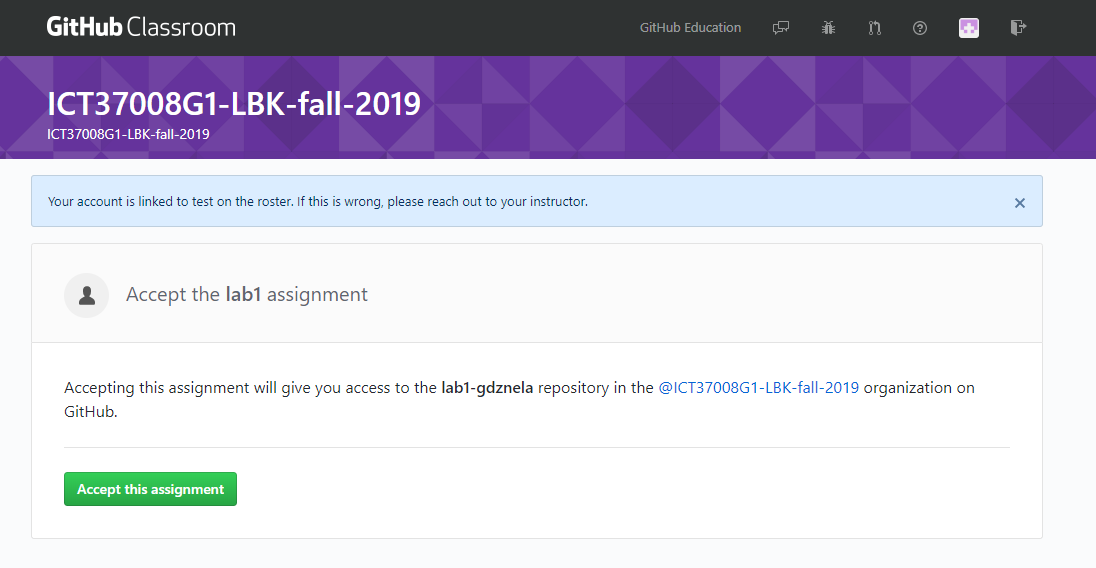 GitHub Classroom
GitHub Education
ICT37008G1-LBK-fall-2019
ICT37008G1-LBK-fall-2019
Your account is linked to test on the roster. If this is wrong, please reach out to your instructor.
Accept the lab1 assignment
Accepting this assignment will give you access to the lab1-gdznela repository in the @ICT37008G1-LBK-fall-2019 organization on
GitHub.
Accept this assignment